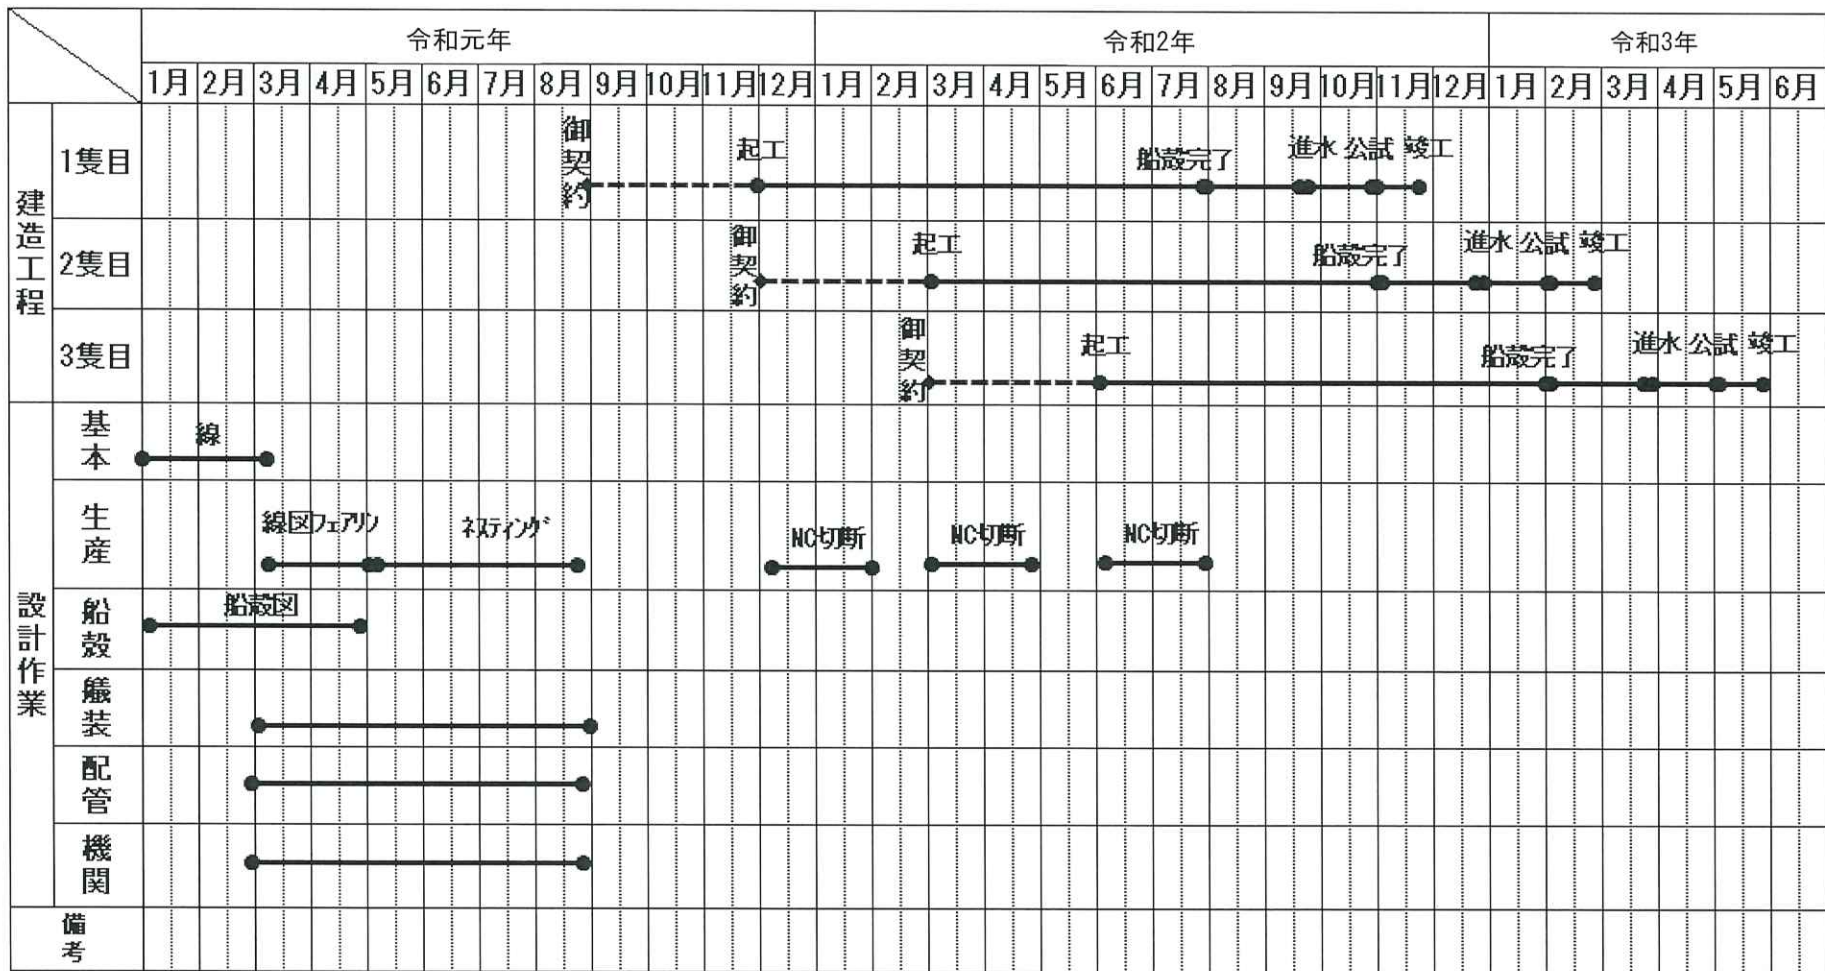 令和元年 令和2年 令和3年
1月 2月 3月 4月 5月 6月 7月 8月 9月 10月 11月 12月 1月 2月 3月 4月 5月 6月 7月 8月 9月 10月 11月 12月 1月 2月 3月 4月 5月 6月
建造工程
1隻目 御契約 起工 船殻完了 進水 公試 竣工
2隻目 御契約 起工 船殻完了 進水 公試 竣工
3隻目 御契約 起工 船殻完了 進水 公試 竣工
設計作業
基本 線
生産 線図フェアリン ネスティング NC切断 NC切断 NC切断
船殻 船殻図
艤装
配管
機関
備考